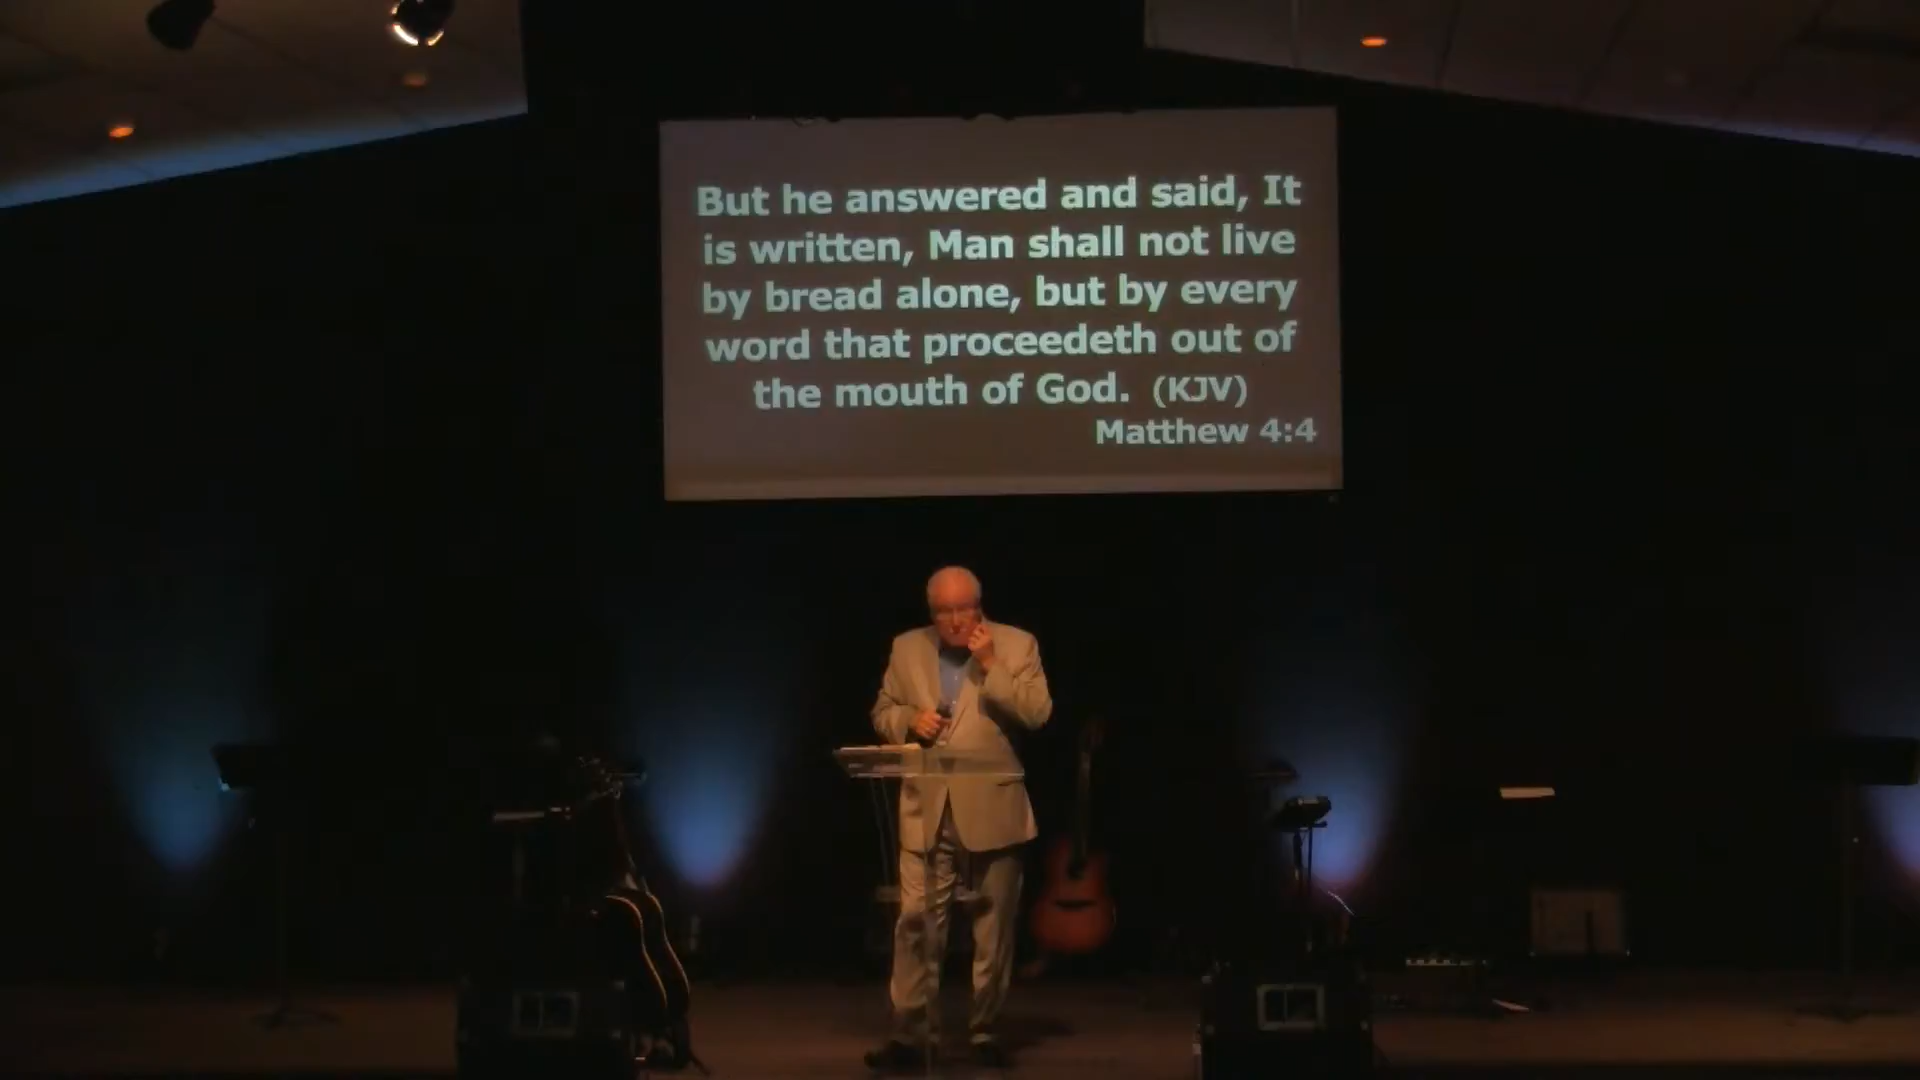 But he answered and said, It
is written, Man shall not live
by bread alone, but by every
word that proceedeth out of
the mouth of God. (KJV)
Matthew 4:4